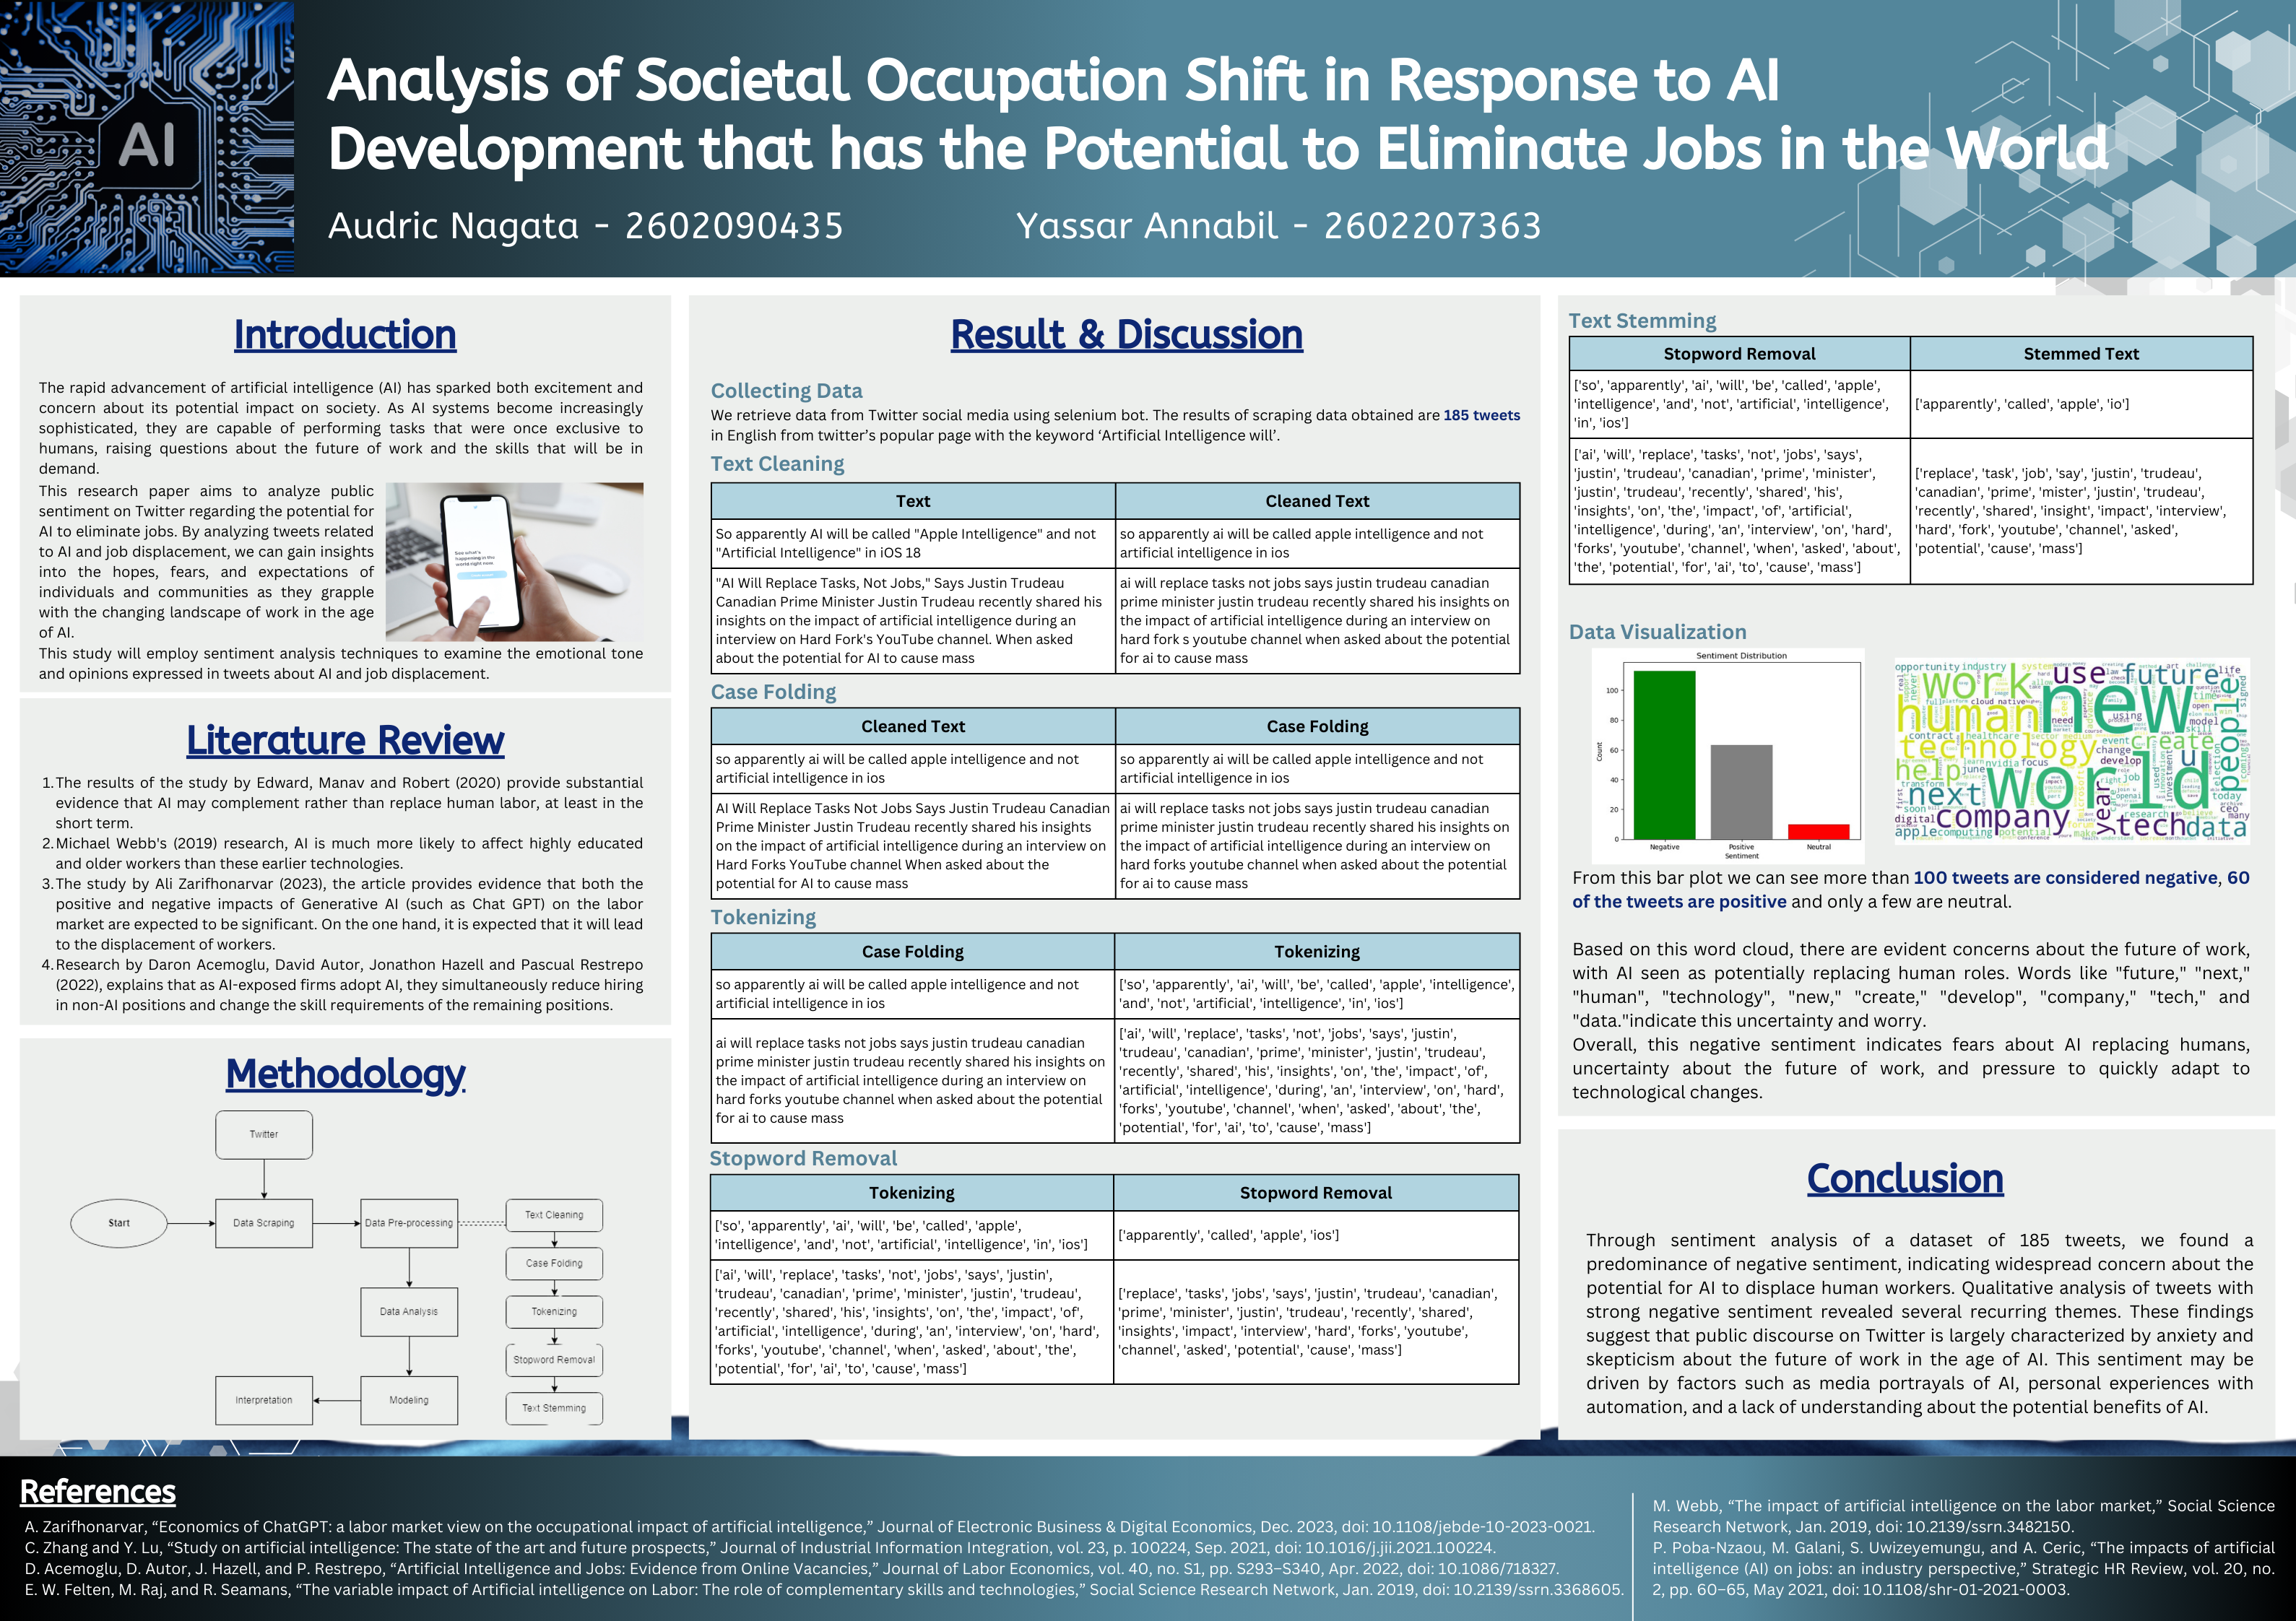 AI
Analysis of Societal Occupation Shift in Response to AI
Development that has the Potential to Eliminate Jobs in the World
Audric Nagata - 2602090435
Yassar Annabil - 2602207363
Introduction
The rapid advancement of artificial intelligence (AI) has sparked both excitement and
concern about its potential impact on society. As AI systems become increasingly
sophisticated, they are capable of performing tasks that were once exclusive to
humans, raising questions about the future of work and the skills that will be in
demand.
This research paper aims to analyze public
sentiment on Twitter regarding the potential for
AI to eliminate jobs. By analyzing tweets related
to AI and job displacement, we can gain insights
into the hopes, fears, and expectations of
individuals and communities as they grapple
with the changing landscape of work in the age
of AI.
See what's
happening in the
world right now.
This study will employ sentiment analysis techniques to examine the emotional tone
and opinions expressed in tweets about AI and job displacement.
Literature Review
1. The results of the study by Edward, Manav and Robert (2020) provide substantial
evidence that AI may complement rather than replace human labor, at least in the
short term.
2. Michael Webb's (2019) research, AI is much more likely to affect highly educated
and older workers than these earlier technologies.
3. The study by Ali Zarifhonarvar (2023), the article provides evidence that both the
positive and negative impacts of Generative AI (such as Chat GPT) on the labor
market are expected to be significant. On the one hand, it is expected that it will lead
to the displacement of workers.
4. Research by Daron Acemoglu, David Autor, Jonathon Hazell and Pascual Restrepo
(2022), explains that as AI-exposed firms adopt AI, they simultaneously reduce hiring
in non-AI positions and change the skill requirements of the remaining positions.
Methodology
Twitter
Start
Data Scraping
Data Pre-processing
Text Cleaning
Case Folding
Data Analysis
Tokenizing
Stopword Removal
Interpretation
Modeling
Text Stemming
Result & Discussion
Collecting Data
We retrieve data from Twitter social media using selenium bot. The results of scraping data obtained are 185 tweets
in English from twitter's popular page with the keyword 'Artificial Intelligence will'.
Text Cleaning
Text
Cleaned Text
So apparently AI will be called "Apple Intelligence" and not
"Artificial Intelligence" in iOS 18
so apparently ai will be called apple intelligence and not
artificial intelligence in ios
"AI Will Replace Tasks, Not Jobs," Says Justin Trudeau
Canadian Prime Minister Justin Trudeau recently shared his
insights on the impact of artificial intelligence during an
interview on Hard Fork's YouTube channel. When asked
about the potential for AI to cause mass
ai will replace tasks not jobs says justin trudeau canadian
prime minister justin trudeau recently shared his insights on
the impact of artificial intelligence during an interview on
hard fork s youtube channel when asked about the potential
for ai to cause mass
Case Folding
Cleaned Text
Case Folding
so apparently ai will be called apple intelligence and not
artificial intelligence in ios
so apparently ai will be called apple intelligence and not
artificial intelligence in ios
AI Will Replace Tasks Not Jobs Says Justin Trudeau Canadian
Prime Minister Justin Trudeau recently shared his insights
on the impact of artificial intelligence during an interview on
Hard Forks YouTube channel When asked about the
potential for AI to cause mass
ai will replace tasks not jobs says justin trudeau canadian
prime minister justin trudeau recently shared his insights on
the impact of artificial intelligence during an interview on
hard forks youtube channel when asked about the potential
for ai to cause mass
Tokenizing
Case Folding
Tokenizing
so apparently ai will be called apple intelligence and not
artificial intelligence in ios
['so', 'apparently', 'ai', 'will', 'be', 'called', 'apple', 'intelligence',
'and', 'not', 'artificial', 'intelligence', 'in', 'ios']
ai will replace tasks not jobs says justin trudeau canadian
prime minister justin trudeau recently shared his insights on
the impact of artificial intelligence during an interview on
hard forks youtube channel when asked about the potential
for ai to cause mass
['ai', 'will', 'replace', 'tasks', 'not', 'jobs', 'says', 'justin',
'trudeau', 'canadian', 'prime', 'minister', 'justin', 'trudeau',
'recently', 'shared', 'his', 'insights', 'on', 'the', 'impact', 'of',
'artificial', 'intelligence', 'during', 'an', 'interview', 'on', 'hard',
'forks', 'youtube', 'channel', 'when', 'asked', 'about', 'the',
'potential', 'for', 'ai', 'to', 'cause', 'mass']
Stopword Removal
Tokenizing
Stopword Removal
['so', 'apparently', 'ai', 'will', 'be', 'called', 'apple',
'intelligence', 'and', 'not', 'artificial', 'intelligence', 'in', 'ios']
['apparently', 'called', 'apple', 'ios']
['ai', 'will', 'replace', 'tasks', 'not', 'jobs', 'says', 'justin',
'trudeau', 'canadian', 'prime', 'minister', 'justin', 'trudeau',
'recently', 'shared', 'his', 'insights', 'on', 'the', 'impact', 'of',
'artificial', 'intelligence', 'during', 'an', 'interview', 'on', 'hard',
'forks', 'youtube', 'channel', 'when', 'asked', 'about', 'the',
'potential', 'for', 'ai', 'to', 'cause', 'mass']
['replace', 'tasks', 'jobs', 'says', 'justin', 'trudeau', 'canadian',
'prime', 'minister', 'justin', 'trudeau', 'recently', 'shared',
'insights', 'impact', 'interview', 'hard', 'forks', 'youtube',
'channel', 'asked', 'potential', 'cause', 'mass']
Text Stemming
Stopword Removal
Stemmed Text
['so', 'apparently', 'ai', 'will', 'be', 'called', 'apple',
'intelligence', 'and', 'not', 'artificial', 'intelligence',
'in', 'ios']
['apparently', 'called', 'apple', 'io']
['ai', 'will', 'replace', 'tasks', 'not', 'jobs', 'says',
'justin', 'trudeau', 'canadian', 'prime', 'minister',
'justin', 'trudeau', 'recently', 'shared', 'his',
'insights', 'on', 'the', 'impact', 'of', 'artificial',
'intelligence', 'during', 'an', 'interview', 'on', 'hard',
'forks', 'youtube', 'channel', 'when', 'asked', 'about',
'the', 'potential', 'for', 'ai', 'to', 'cause', 'mass']
['replace', 'task', 'job', 'say', 'justin', 'trudeau',
'canadian', 'prime', 'mister', 'justin', 'trudeau',
'recently', 'shared', 'insight', 'impact', 'interview',
'hard', 'fork', 'youtube', 'channel', 'asked',
'potential', 'cause', 'mass']
Data Visualization
Sentiment Distribution
Count
100
80
60
40
20
0
Negative
Positive
Neutral
Sentiment
opportunity industry system
work new use future life
human world people
technology create
cloud native
need using model time open
contract healthcare
event change develop skill
help june nvidia focus
right job
transform
next soon year today
digital company research ceo many
apple computing potential make tech data
From this bar plot we can see more than 100 tweets are considered negative, 60
of the tweets are positive and only a few are neutral.
Based on this word cloud, there are evident concerns about the future of work,
with AI seen as potentially replacing human roles. Words like "future," "next,"
"human", "technology", "new," "create," "develop", "company," "tech," and
"data."indicate this uncertainty and worry.
Overall, this negative sentiment indicates fears about AI replacing humans,
uncertainty about the future of work, and pressure to quickly adapt to
technological changes.
Conclusion
Through sentiment analysis of a dataset of 185 tweets, we found a
predominance of negative sentiment, indicating widespread concern about the
potential for AI to displace human workers. Qualitative analysis of tweets with
strong negative sentiment revealed several recurring themes. These findings
suggest that public discourse on Twitter is largely characterized by anxiety and
skepticism about the future of work in the age of AI. This sentiment may be
driven by factors such as media portrayals of AI, personal experiences with
automation, and a lack of understanding about the potential benefits of AI.
References
A. Zarifhonarvar, “Economics of ChatGPT: a labor market view on the occupational impact of artificial intelligence,” Journal of Electronic Business & Digital Economics, Dec. 2023, doi: 10.1108/jebde-10-2023-0021.
C. Zhang and Y. Lu, “Study on artificial intelligence: The state of the art and future prospects,” Journal of Industrial Information Integration, vol. 23, p. 100224, Sep. 2021, doi: 10.1016/j.jii.2021.100224.
D. Acemoglu, D. Autor, J. Hazell, and P. Restrepo, “Artificial Intelligence and Jobs: Evidence from Online Vacancies,” Journal of Labor Economics, vol. 40, no. S1, pp. S293–S340, Apr. 2022, doi: 10.1086/718327.
E. W. Felten, M. Raj, and R. Seamans, “The variable impact of Artificial intelligence on Labor: The role of complementary skills and technologies,” Social Science Research Network, Jan. 2019, doi: 10.2139/ssrn.3368605.
M. Webb, “The impact of artificial intelligence on the labor market,” Social Science
Research Network, Jan. 2019, doi: 10.2139/ssrn.3482150.
P. Poba-Nzaou, M. Galani, S. Uwizeyemungu, and A. Ceric, “The impacts of artificial
intelligence (AI) on jobs: an industry perspective,” Strategic HR Review, vol. 20, no.
2, pp. 60–65, May 2021, doi: 10.1108/shr-01-2021-0003.